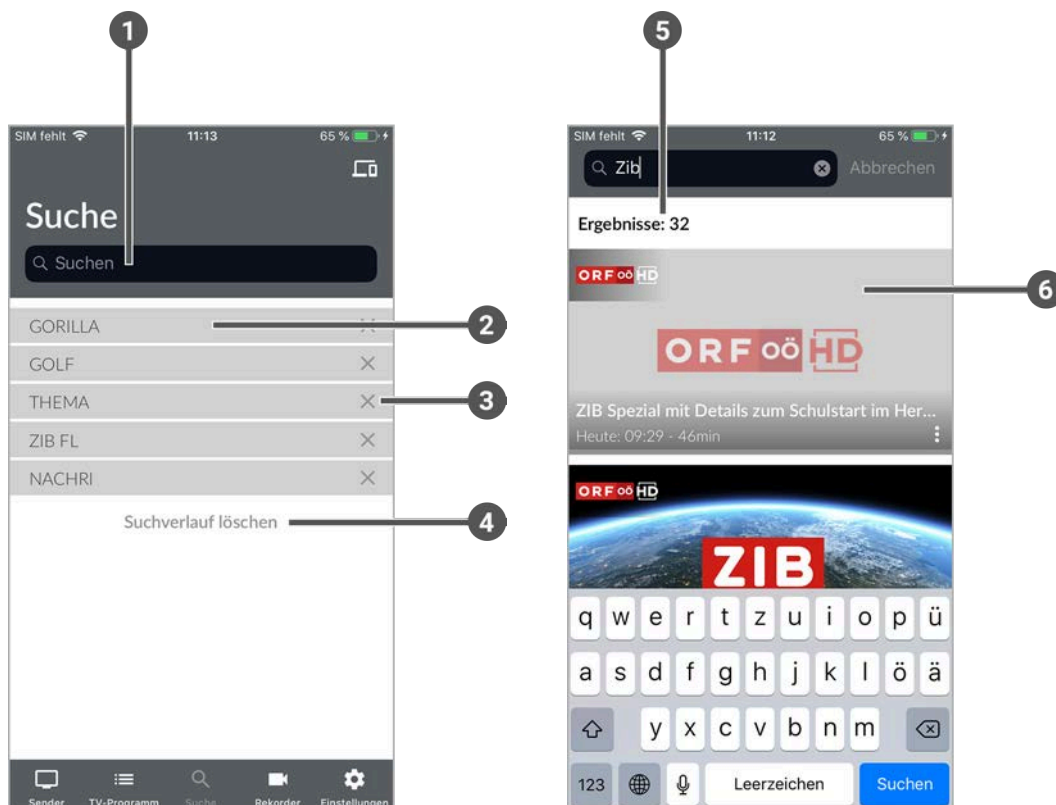 1
SIM fehlt 11:13 65 %
Suche
Suchen
GORILLA
2
GOLF
THEMA
3
ZIB FL
NACHRI
Suchverlauf löschen
4
Sender TV-Programm Suche Rekorder Einstellungen
5
SIM fehlt 11:12 65 %
Zib Abbrechen
Ergebnisse: 32
ORF oö HD
6
ORF oö HD
ZIB Spezial mit Details zum Schulstart im Her...
Heute: 09:29 - 46min
ORF oö HD
ZIB
q w e r t z u i o p ü
a s d f g h j k l ö ä
y x c v b n m
123 Leerzeichen Suchen